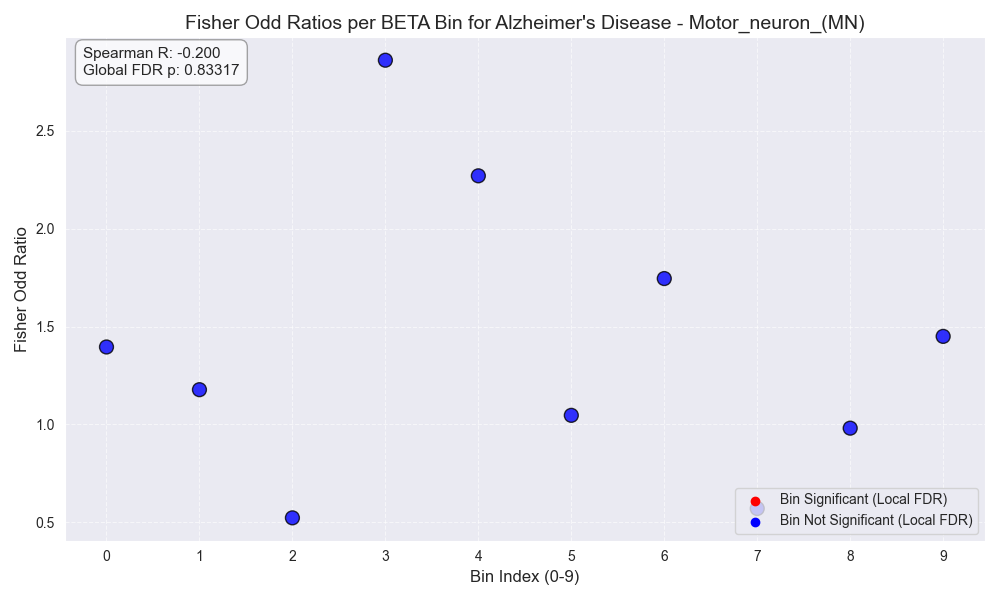 Fisher Odd Ratios per BETA Bin for Alzheimer's Disease - Motor_neuron_(MN)
Spearman R: -0.200
Global FDR p: 0.83317
2.5
2.0
1.5
1.0
0.5
Fisher Odd Ratio
Bin Significant (Local FDR)
Bin Not Significant (Local FDR)
0 1 2 3 4 5 6 7 8 9
Bin Index (0-9)